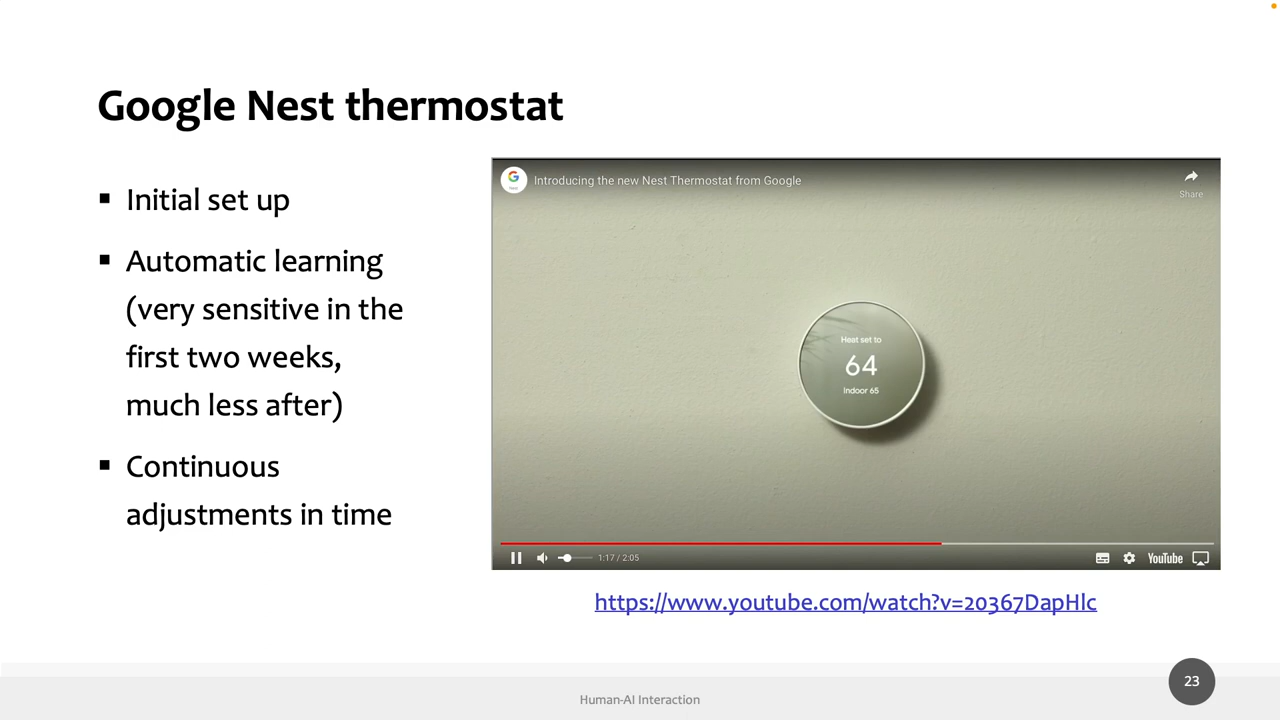 Google Nest thermostat
▪ Initial set up
▪ Automatic learning
(very sensitive in the
first two weeks,
much less after)
▪ Continuous
adjustments in time
Introducing the new Nest Thermostat from Google
Share
Heat set to
64
Indoor 65
1:17 / 2:05
YouTube
https://www.youtube.com/watch?v=20367DapHlc
Human-AI Interaction
23